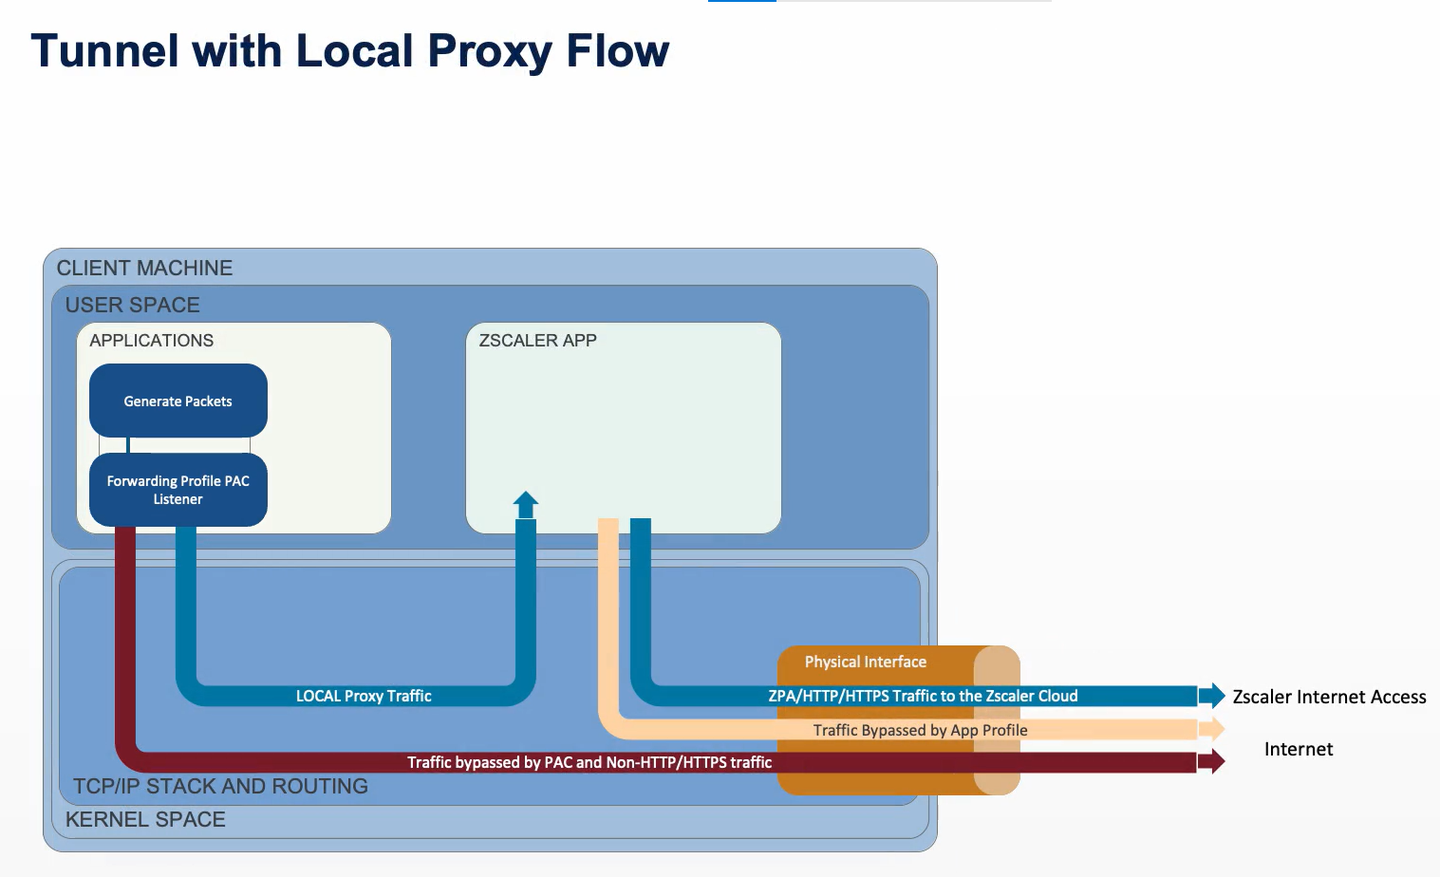 Tunnel with Local Proxy Flow
CLIENT MACHINE
USER SPACE
APPLICATIONS
Generate Packets
Forwarding Profile PAC
Listener
ZSCALER APP
Physical Interface
LOCAL Proxy Traffic
ZPA/HTTP/HTTPS Traffic to the Zscaler Cloud
Zscaler Internet Access
Traffic Bypassed by App Profile
Internet
Traffic bypassed by PAC and Non-HTTP/HTTPS traffic
TCP/IP STACK AND ROUTING
KERNEL SPACE